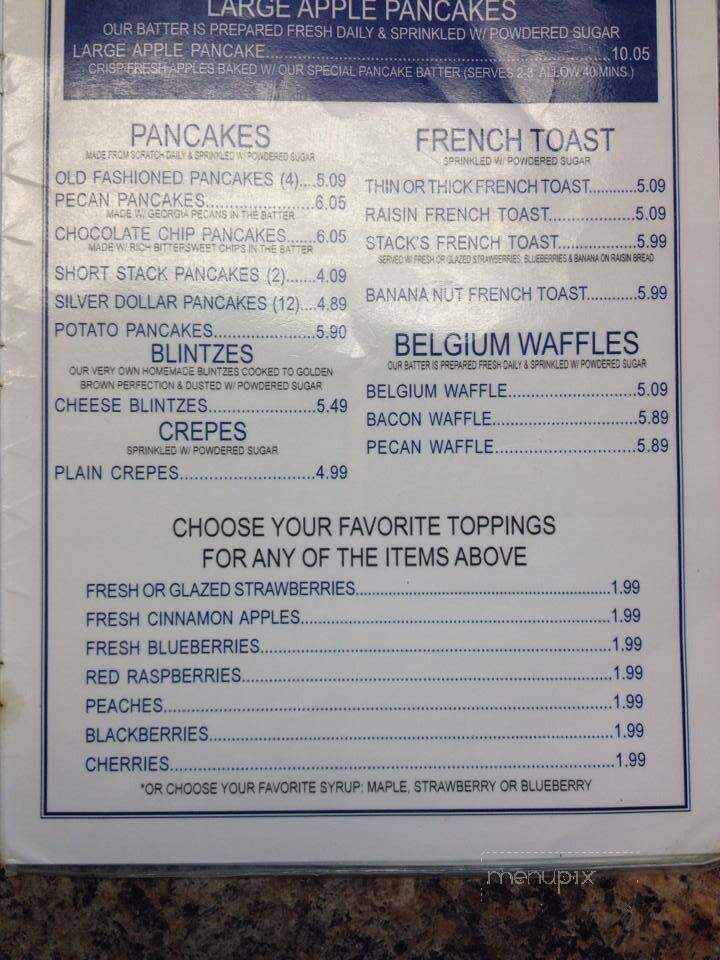 LARGE APPLE PANCAKES
OUR BATTER IS PREPARED FRESH DAILY & SPRINKLED W/ POWDERED SUGAR
LARGE APPLE PANCAKE...10.05
CRISP FRESH APPLES BAKED W/ OUR SPECIAL PANCAKE BATTER (SERVES 2-3. ALLOW 40 MINS.)
PANCAKES
MADE FROM SCRATCH DAILY & SPRINKLED W/ POWDERED SUGAR
OLD FASHIONED PANCAKES (4)....5.09
PECAN PANCAKES...6.05
MADE W/ GEORGIA PECANS IN THE BATTER
CHOCOLATE CHIP PANCAKES......6.05
MADE W/ RICH BITTERSWEET CHIPS IN THE BATTER
SHORT STACK PANCAKES (2)......4.09
SILVER DOLLAR PANCAKES (12)....4.89
POTATO PANCAKES...5.90
BLINTZES
OUR VERY OWN HOMEMADE BLINTZES COOKED TO GOLDEN
BROWN PERFECTION & DUSTED W/ POWDERED SUGAR
CHEESE BLINTZES...5.49
CREPES
SPRINKLED W/ POWDERED SUGAR
PLAIN CREPES...4.99
FRENCH TOAST
SPRINKLED W/ POWDERED SUGAR
THIN OR THICK FRENCH TOAST...5.09
RAISIN FRENCH TOAST...5.09
STACK'S FRENCH TOAST...5.99
SERVED W/ FRESH OR GLAZED STRAWBERRIES, BLUEBERRIES & BANANA ON RAISIN BREAD
BANANA NUT FRENCH TOAST...5.99
BELGIUM WAFFLES
OUR BATTER IS PREPARED FRESH DAILY & SPRINKLED W/ POWDERED SUGAR
BELGIUM WAFFLE...5.09
BACON WAFFLE...5.89
PECAN WAFFLE...5.89
CHOOSE YOUR FAVORITE TOPPINGS
FOR ANY OF THE ITEMS ABOVE
FRESH OR GLAZED STRAWBERRIES...1.99
FRESH CINNAMON APPLES...1.99
FRESH BLUEBERRIES...1.99
RED RASPBERRIES...1.99
PEACHES...1.99
BLACKBERRIES...1.99
CHERRIES...1.99
*OR CHOOSE YOUR FAVORITE SYRUP: MAPLE, STRAWBERRY OR BLUEBERRY
menupix